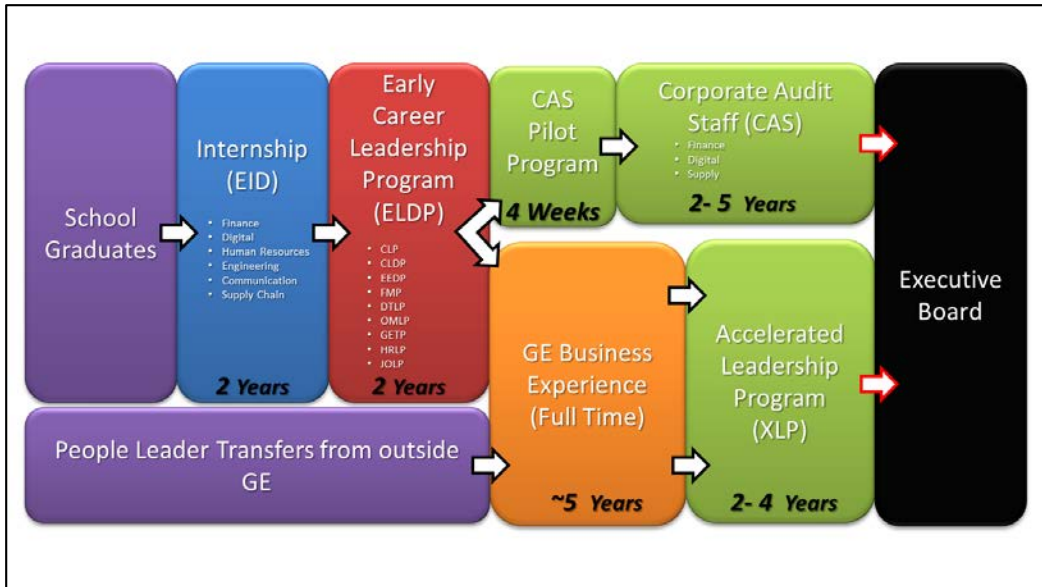 School
Graduates
Internship
(EID)
• Finance
• Digital
• Human Resources
• Engineering
• Communication
• Supply Chain
2 Years
Early
Career
Leadership
Program
(ELDP)
• CLP
• CLDP
• EEDP
• FMP
• DTLP
• OMLP
• GETP
• HRLP
• JOLP
2 Years
CAS
Pilot
Program
4 Weeks
Corporate Audit
Staff (CAS)
• Finance
• Digital
• Supply
2- 5 Years
People Leader Transfers from outside
GE
GE Business
Experience
(Full Time)
~5 Years
Accelerated
Leadership
Program
(XLP)
2- 4 Years
Executive
Board